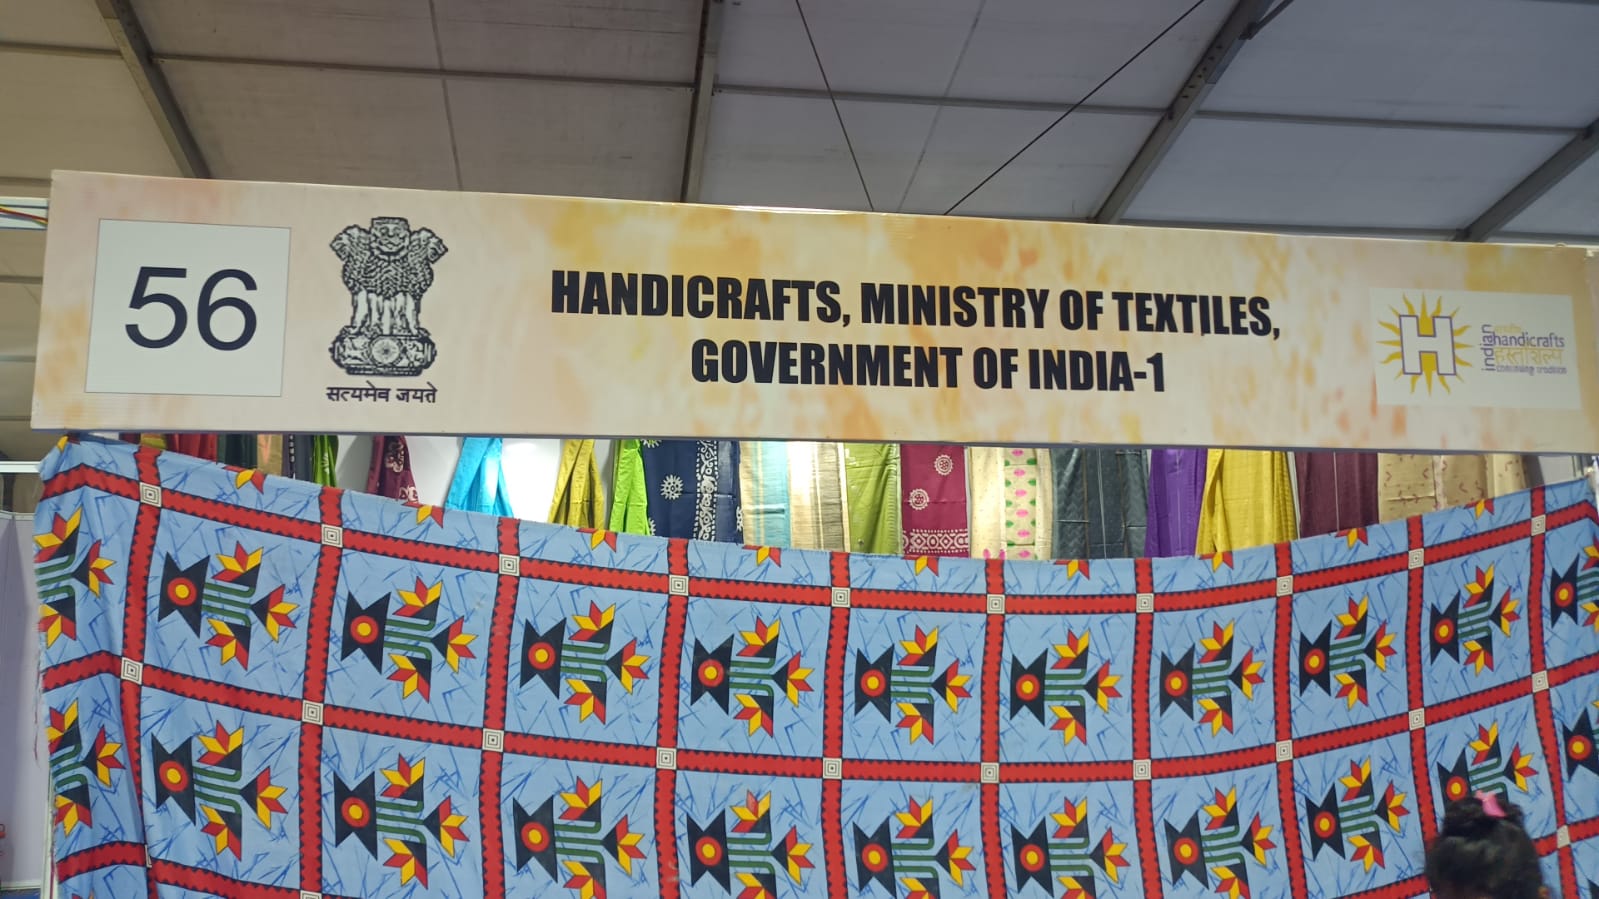 56
सत्यमेव जयते
HANDICRAFTS, MINISTRY OF TEXTILES,
GOVERNMENT OF INDIA-1
H
indian
handicrafts
हस्तशिल्प
continuing tradition